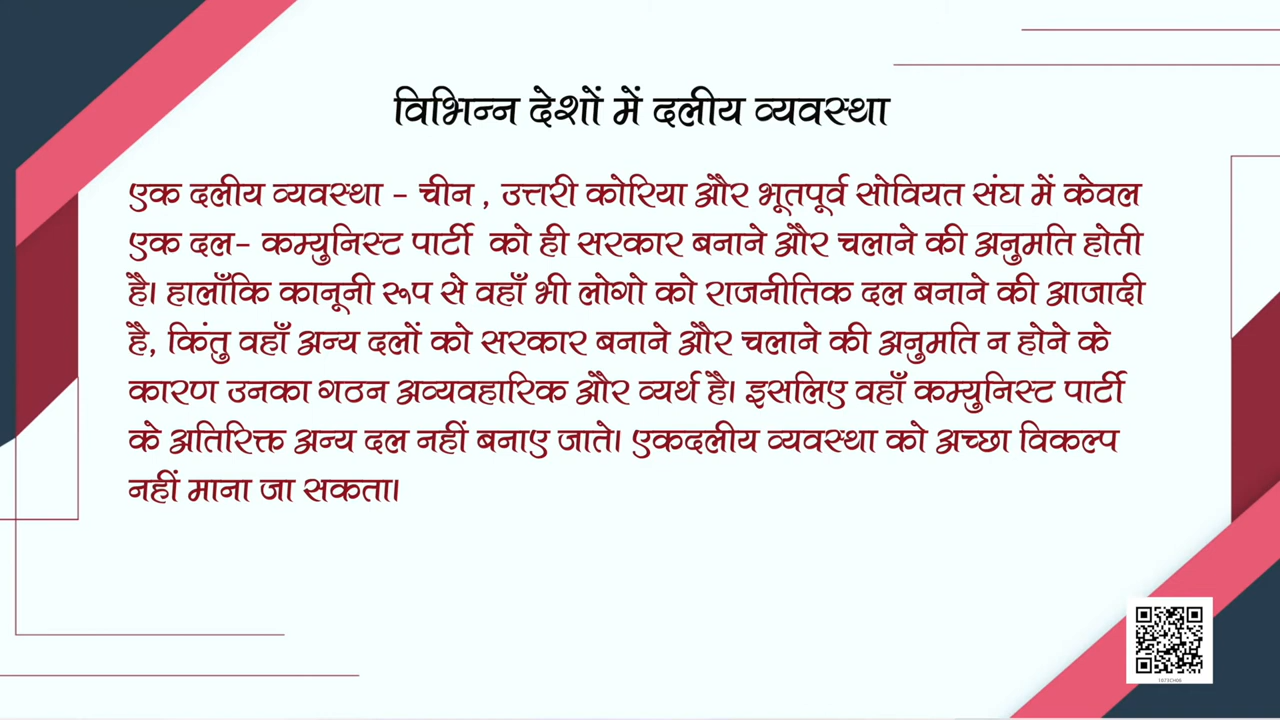 विभिन्न देशों में दलीय व्यवस्था
एक दलीय व्यवस्था – चीन , उत्तरी कोरिया और भूतपूर्व सोवियत संघ में केवल
एक दल– कम्युनिस्ट पार्टी को ही सरकार बनाने और चलाने की अनुमति होती
है। हालाँकि कानूनी रूप से वहाँ भी लोगो को राजनीतिक दल बनाने की आजादी
है, किंतु वहाँ अन्य दलों को सरकार बनाने और चलाने की अनुमति न होने के
कारण उनका गठन अव्यवहारिक और व्यर्थ है। इसलिए वहाँ कम्युनिस्ट पार्टी
के अतिरिक्त अन्य दल नहीं बनाए जाते। एकदलीय व्यवस्था को अच्छा विकल्प
नहीं माना जा सकता।
1073CH06